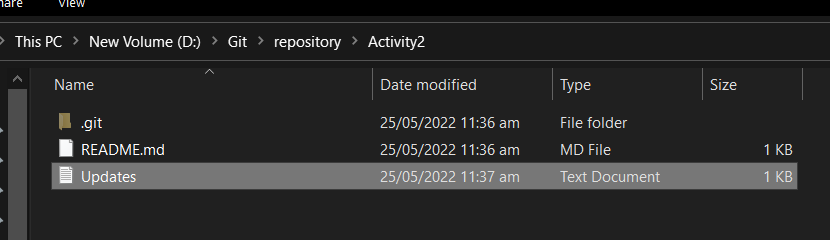 View
This PC > New Volume (D:) > Git > repository > Activity2
Name Date modified Type Size
.git 25/05/2022 11:36 am File folder
README.md 25/05/2022 11:36 am MD File 1 KB
Updates 25/05/2022 11:37 am Text Document 1 KB